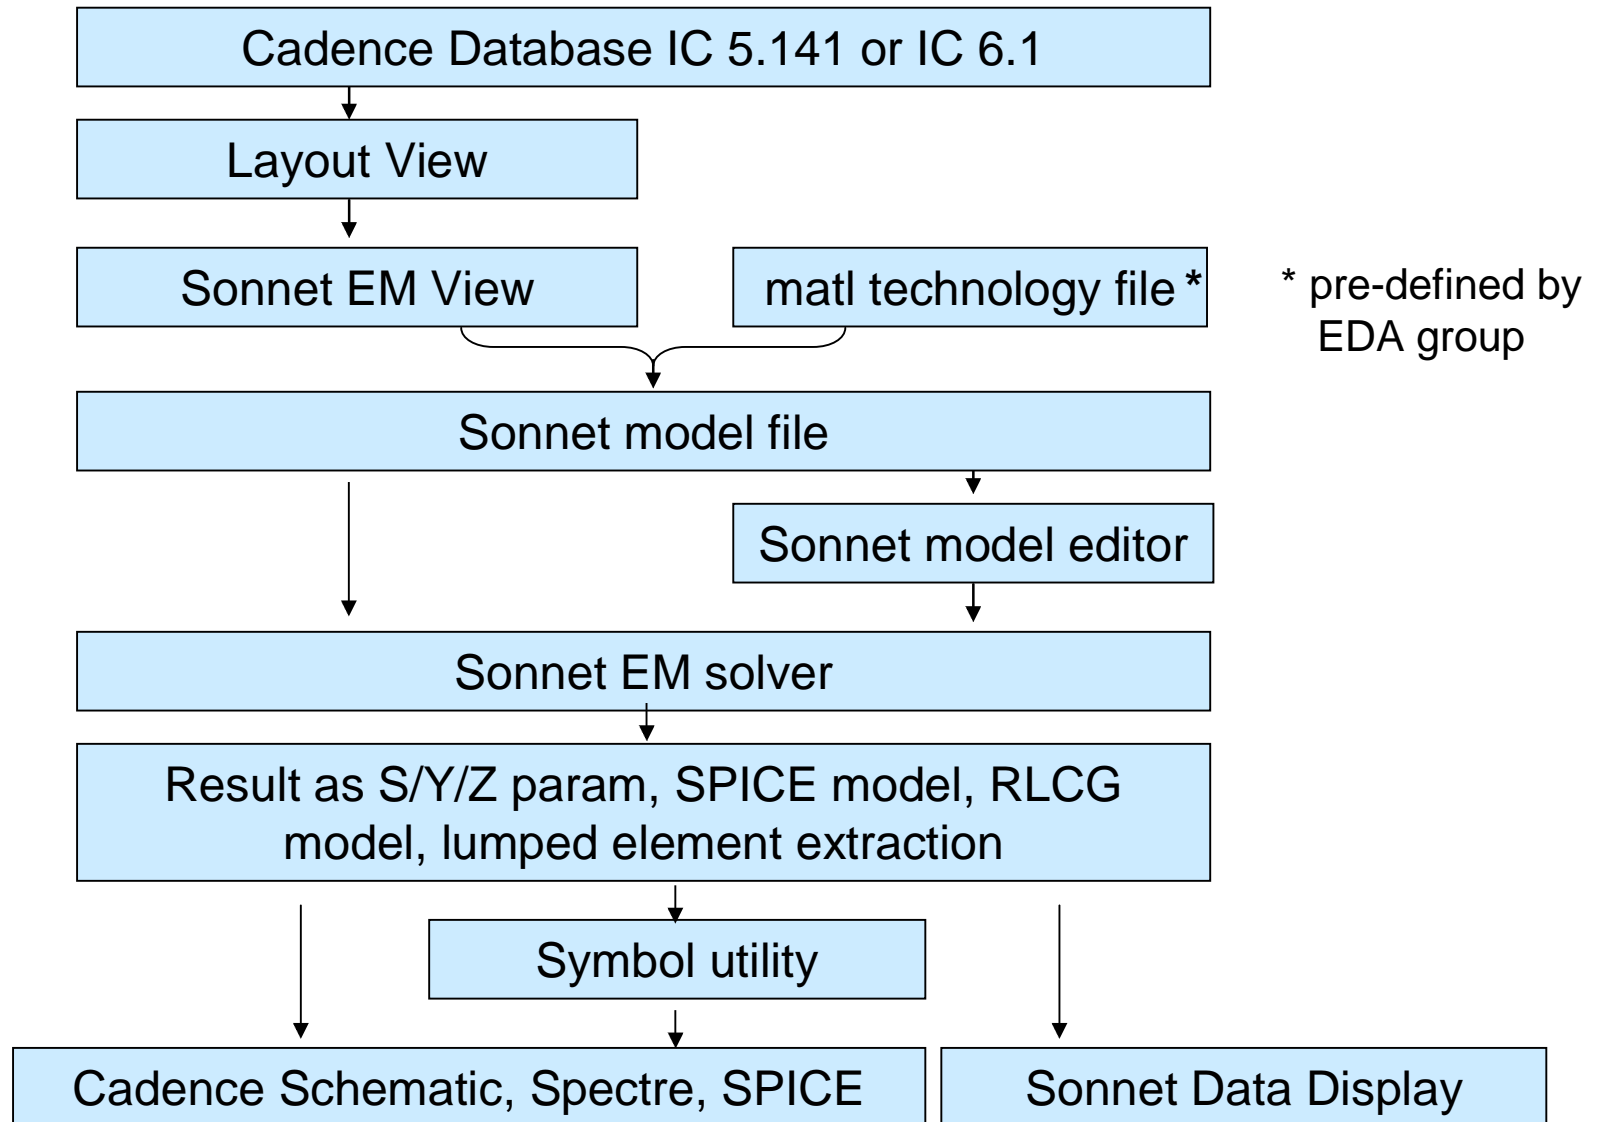 Cadence Database IC 5.141 or IC 6.1
Layout View
Sonnet EM View
matl technology file *
* pre-defined by
EDA group
Sonnet model file
Sonnet model editor
Sonnet EM solver
Result as S/Y/Z param, SPICE model, RLCG
model, lumped element extraction
Symbol utility
Cadence Schematic, Spectre, SPICE
Sonnet Data Display